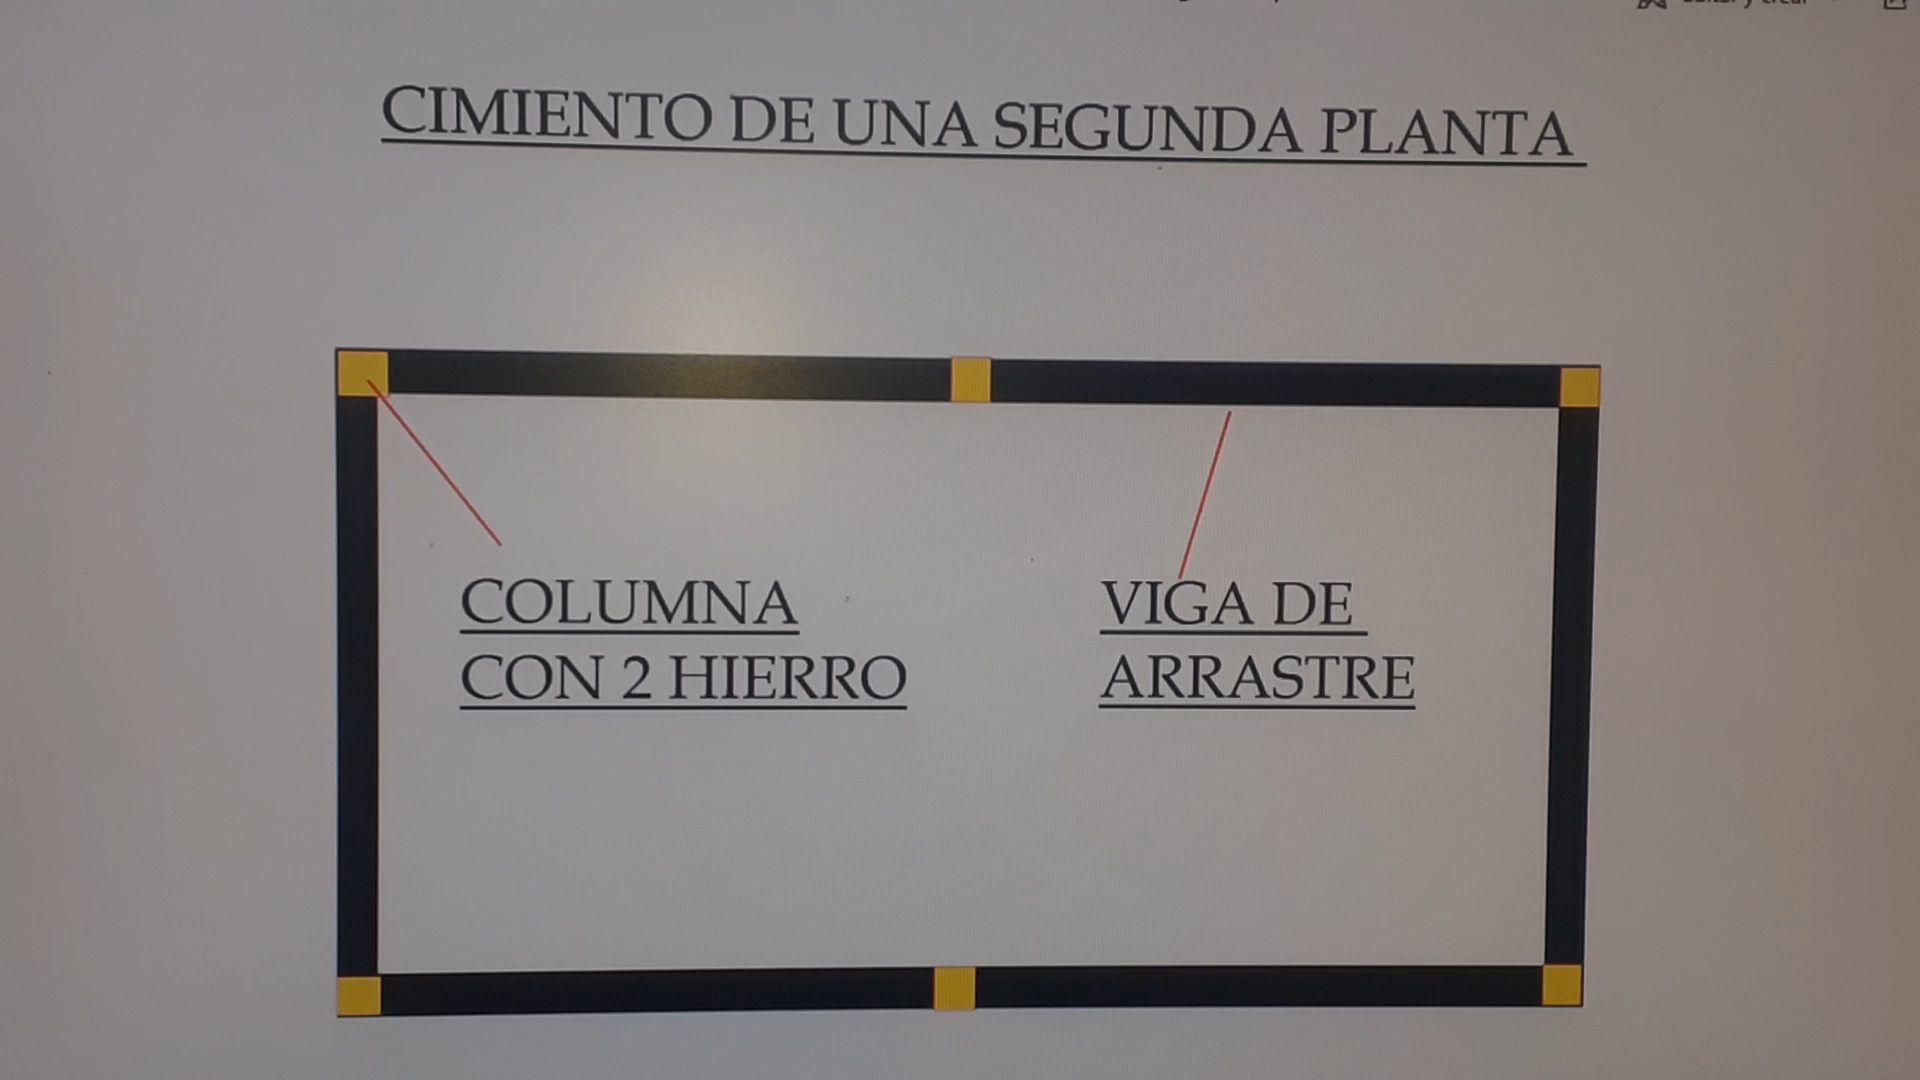 CIMIENTO DE UNA SEGUNDA PLANTA
COLUMNA
CON 2 HIERRO
VIGA DE
ARRASTRE